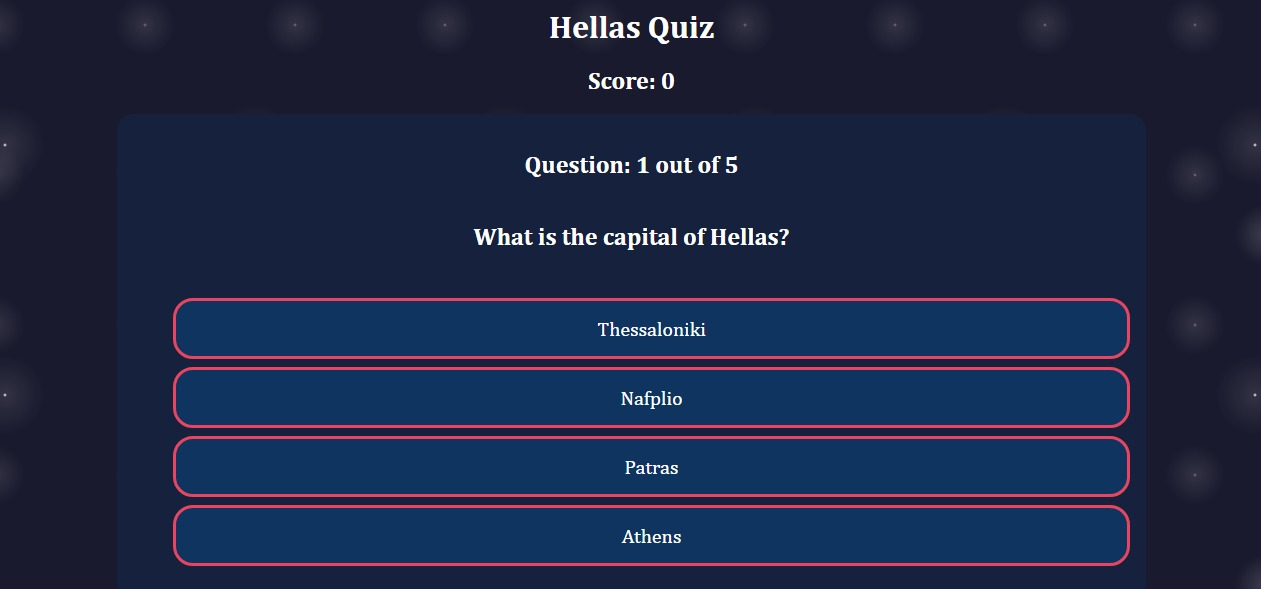 Hellas Quiz
Score: 0
Question: 1 out of 5
What is the capital of Hellas?
Thessaloniki
Nafplio
Patras
Athens